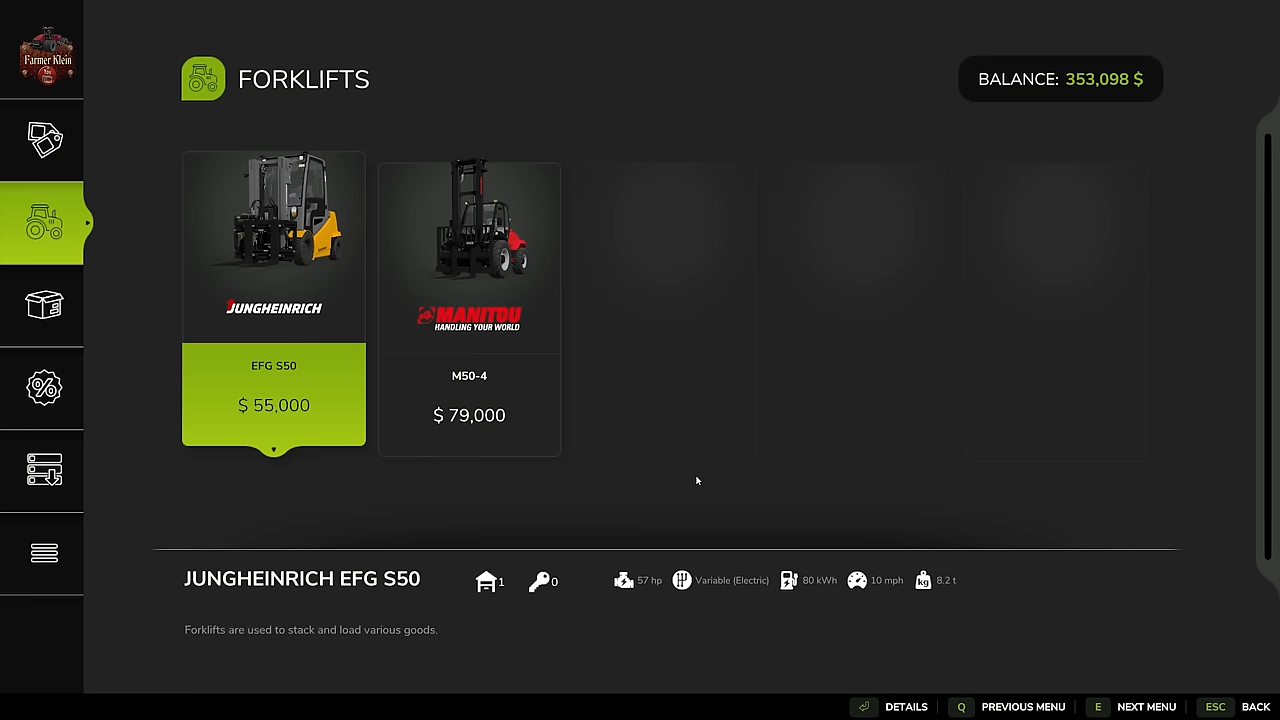 Farmer Klein
You
FORKLIFTS
BALANCE: 353,098 $
JUNGHEINRICH
MANITOU
HANDLING YOUR WORLD
EFG S50
$ 55,000
M50-4
$ 79,000
JUNGHEINRICH EFG S50
1
0
57 hp
Variable (Electric)
80 kWh
10 mph
kg
8.2 t
Forklifts are used to stack and load various goods.
DETAILS
Q
PREVIOUS MENU
E
NEXT MENU
ESC
BACK